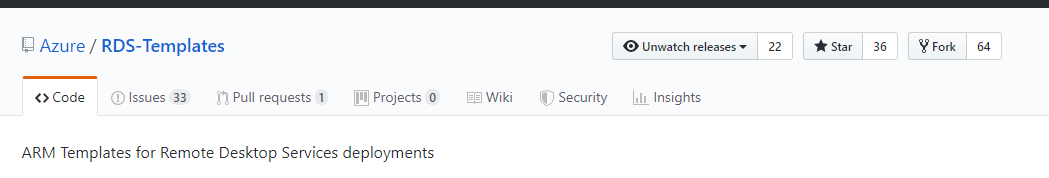 Azure / RDS-Templates
Unwatch releases 22 Star 36 Fork 64
Code Issues 33 Pull requests 1 Projects 0 Wiki Security Insights
ARM Templates for Remote Desktop Services deployments